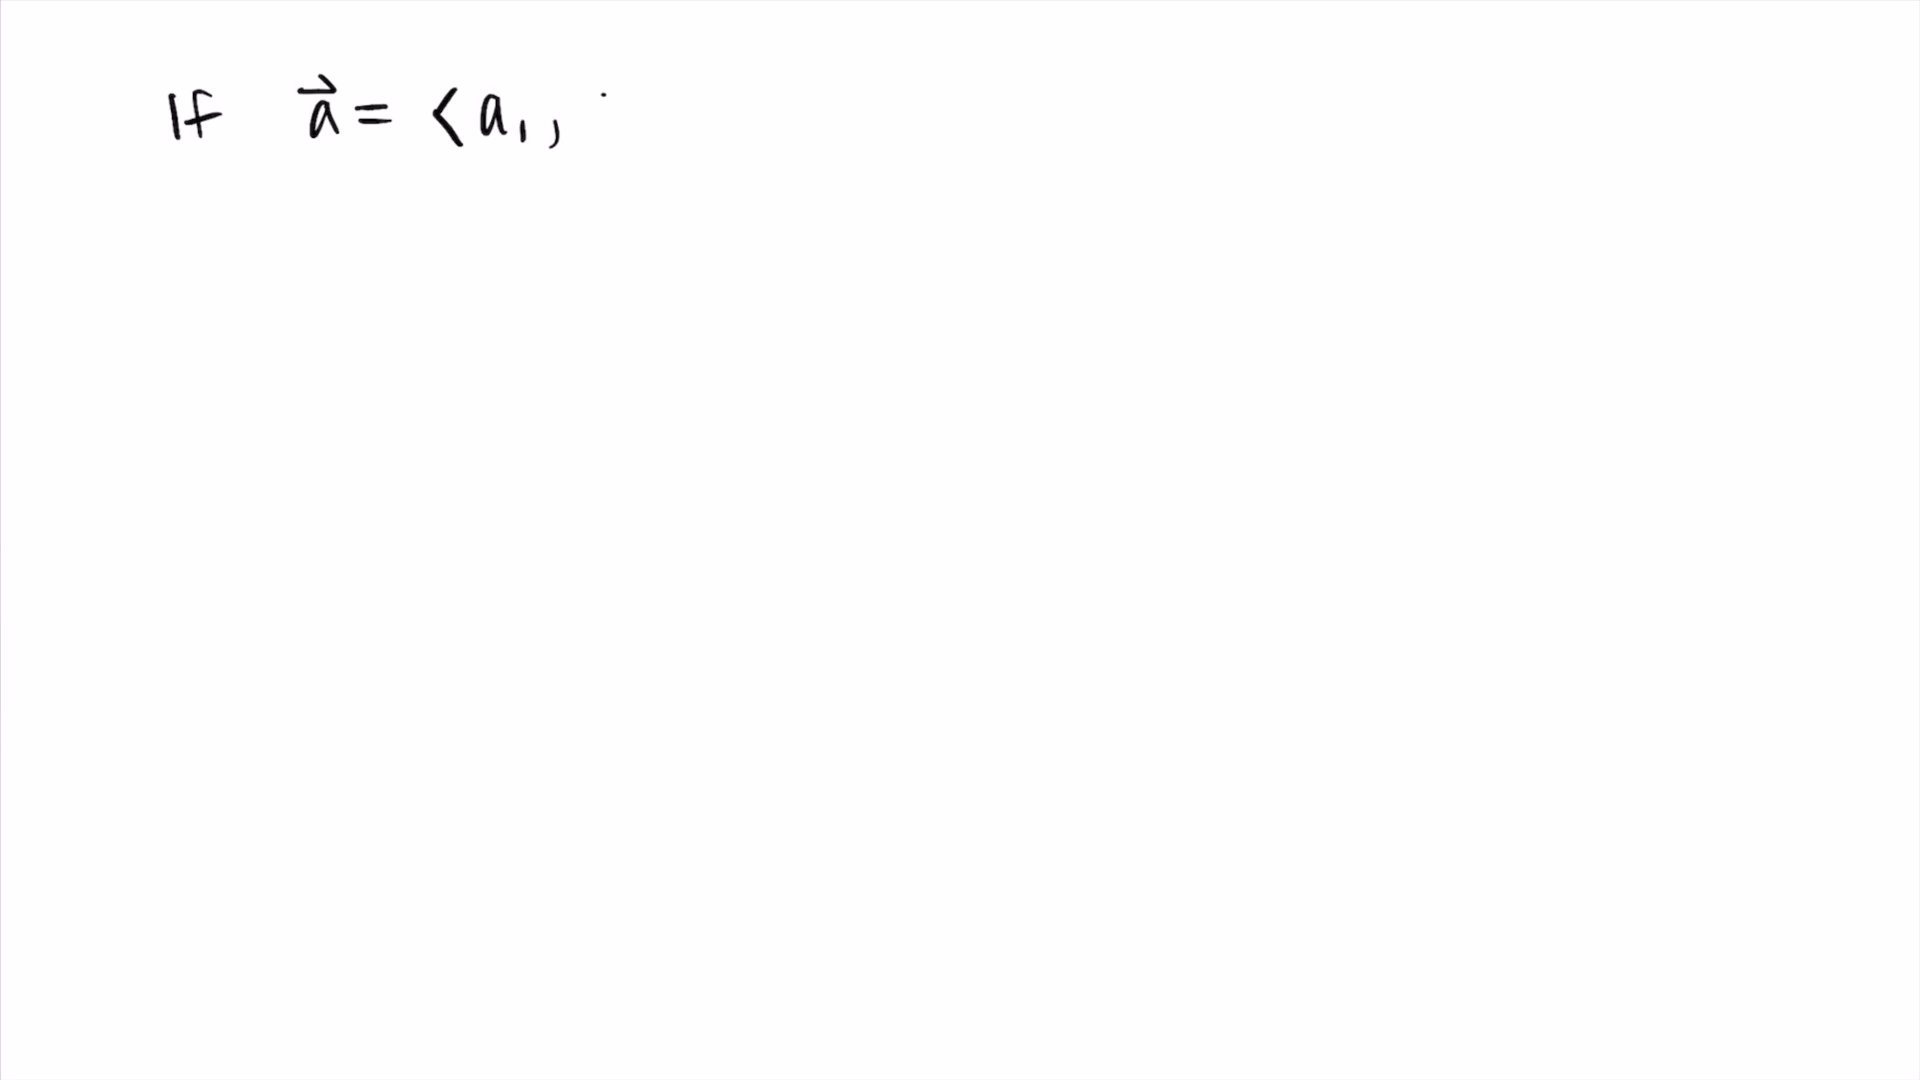 If a⃗ = <a₁,